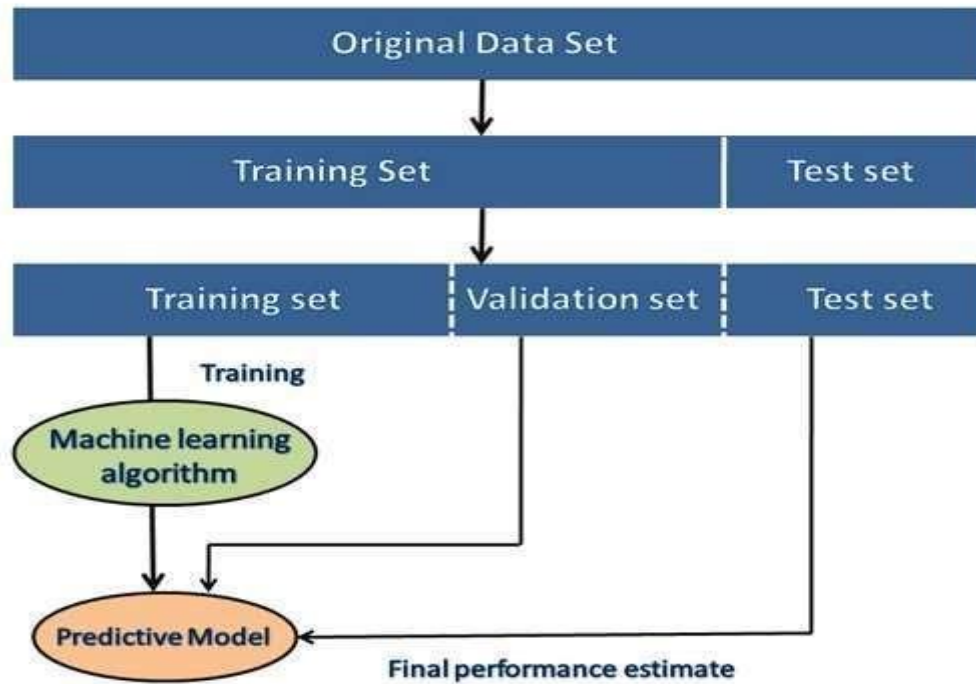 Original Data Set
Training Set
Test set
Training set
Validation set
Test set
Training
Machine learning
algorithm
Predictive Model
Final performance estimate